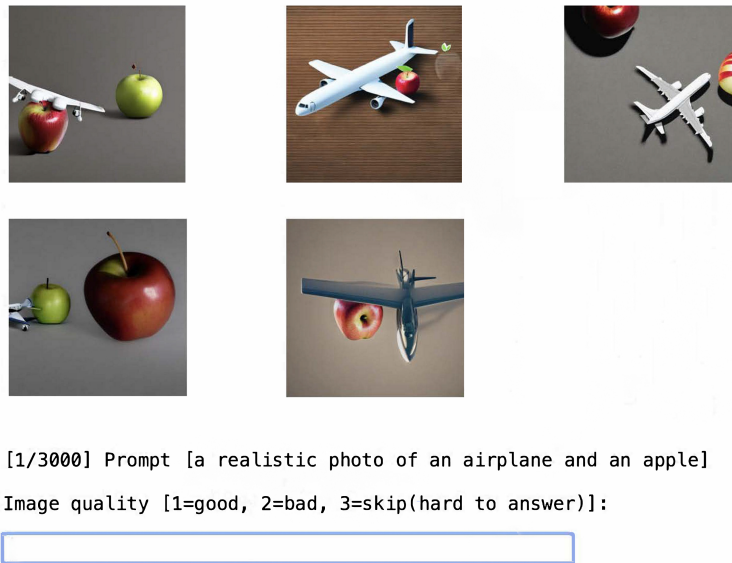 [1/3000] Prompt [a realistic photo of an airplane and an apple]
Image quality [1=good, 2=bad, 3=skip(hard to answer)]: